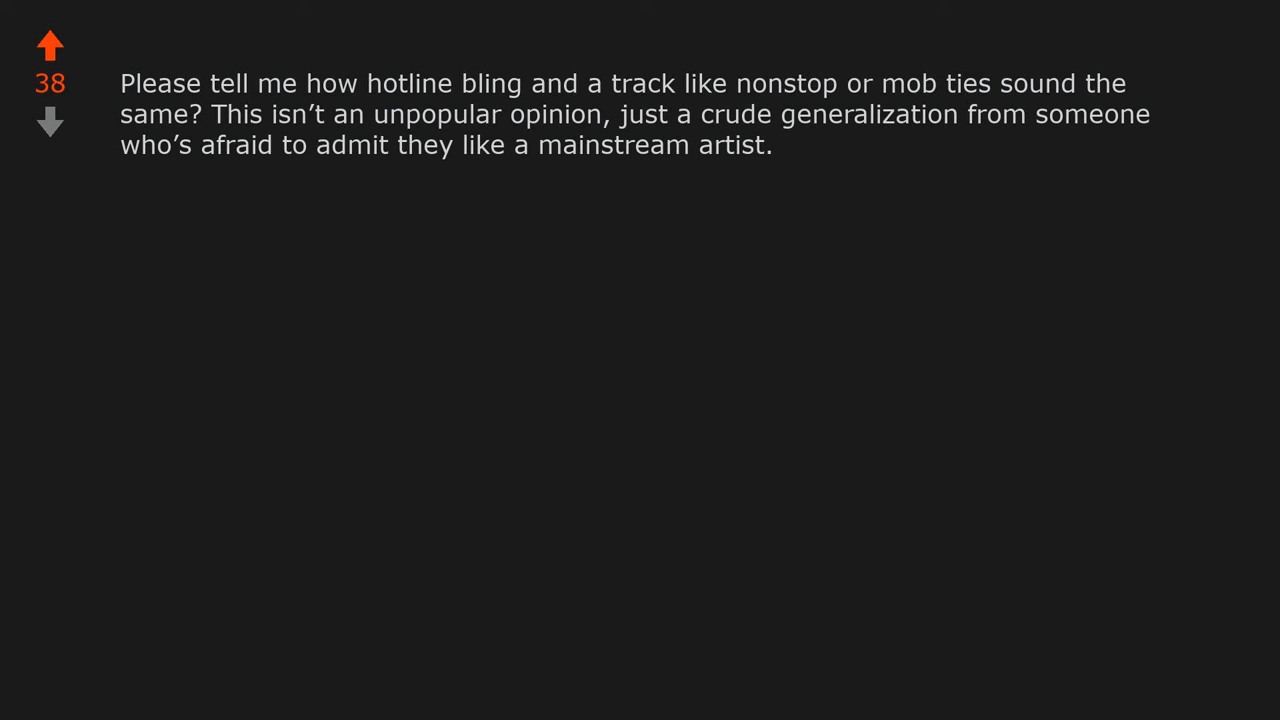 38
Please tell me how hotline bling and a track like nonstop or mob ties sound the
same? This isn’t an unpopular opinion, just a crude generalization from someone
who’s afraid to admit they like a mainstream artist.